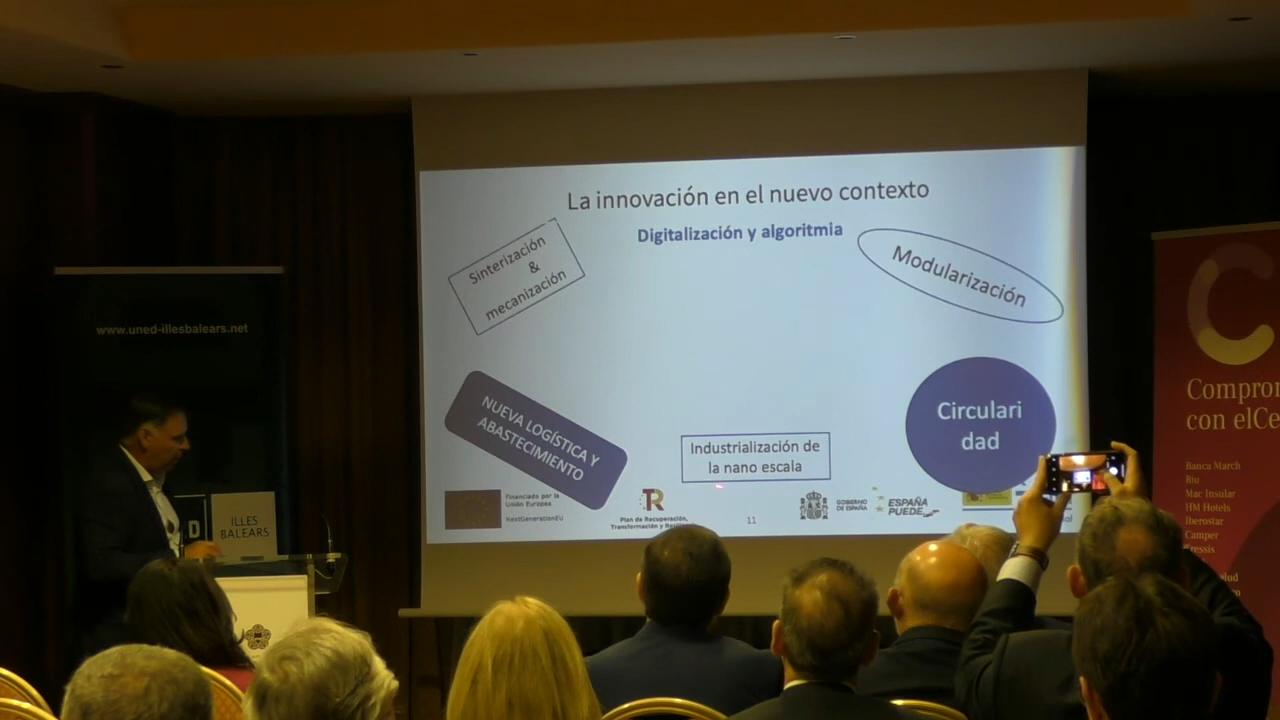 La innovación en el nuevo contexto
Digitalización y algoritmia
Sinterización
&
mecanización
Modularización
NUEVA LOGÍSTICA Y
ABASTECIMIENTO
Industrialización de
la nano escala
Circulari
dad
Financiado por la
Unión Europea
NextGenerationEU
Plan de Recuperación,
Transformación y
11
GOBIERNO
DE ESPAÑA
ESPAÑA
PUEDE
www.uned-illesbalears.net
D
ILLES
BALEARS
C
Compro
con elCe
Banca March
Riu
Mac Insular
HM Hotels
Iberostar
Camper